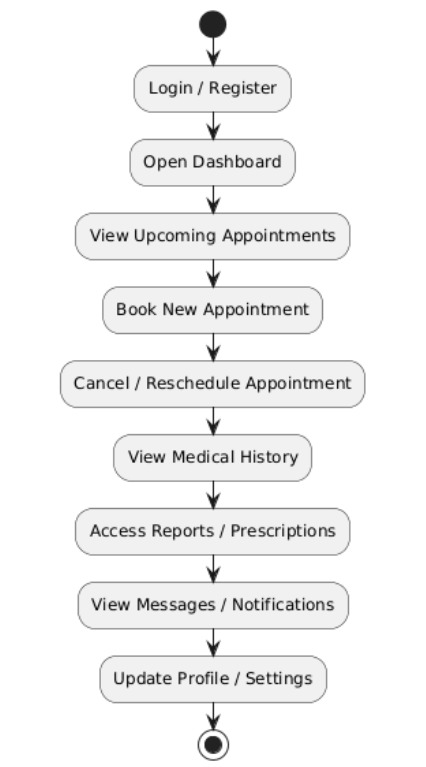 Login / Register
Open Dashboard
View Upcoming Appointments
Book New Appointment
Cancel / Reschedule Appointment
View Medical History
Access Reports / Prescriptions
View Messages / Notifications
Update Profile / Settings